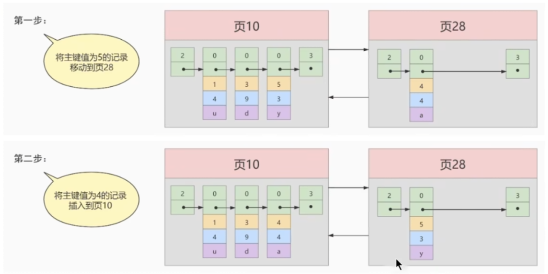 第一步：
将主键值为5的记录
移动到页28
页10
2 0 0 0 3
1 3 5
4 9 3
u d y
页28
2 0 3
4
4
a
第二步：
将主键值为4的记录
插入到页10
页10
2 0 0 0 3
1 3 4
4 9 4
u d a
页28
2 0 3
5
3
y